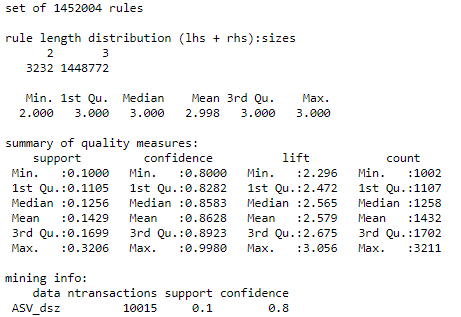 set of 1452004 rules
rule length distribution (lhs + rhs):sizes
2 3
3232 1448772
Min. 1st Qu. Median Mean 3rd Qu. Max.
2.000 3.000 3.000 2.998 3.000 3.000
summary of quality measures:
support confidence lift count
Min. :0.1000 Min. :0.8000 Min. :2.296 Min. :1002
1st Qu.:0.1105 1st Qu.:0.8282 1st Qu.:2.472 1st Qu.:1107
Median :0.1256 Median :0.8583 Median :2.565 Median :1258
Mean :0.1429 Mean :0.8628 Mean :2.579 Mean :1432
3rd Qu.:0.1699 3rd Qu.:0.8923 3rd Qu.:2.675 3rd Qu.:1702
Max. :0.3206 Max. :0.9980 Max. :3.056 Max. :3211
mining info:
data ntransactions support confidence
ASV_dsz 10015 0.1 0.8